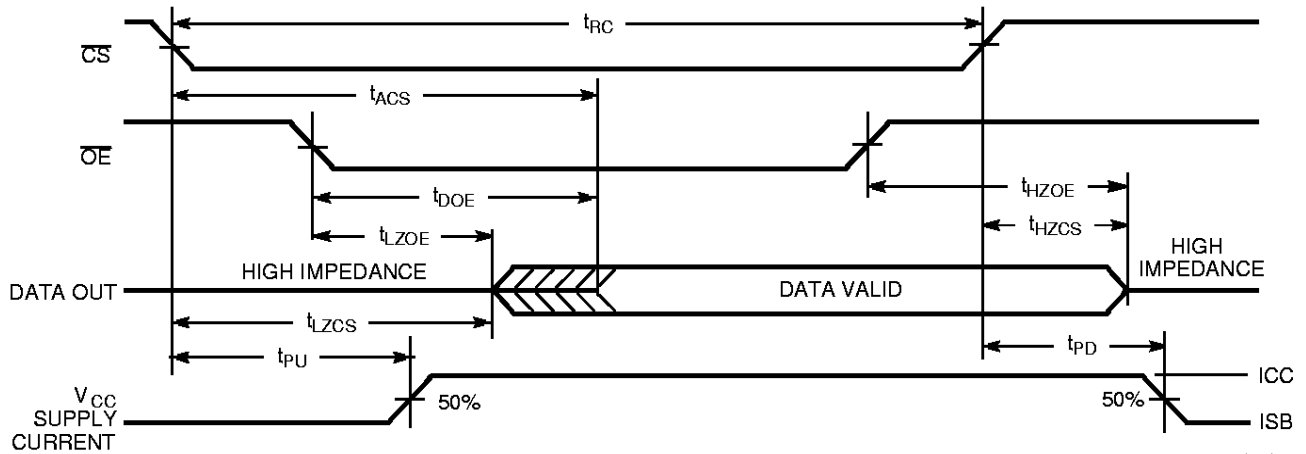 tRC
CS
tACS
OE
tDOE
tHZOE
tLZOE
tHZCS
HIGH IMPEDANCE
HIGH
IMPEDANCE
DATA OUT
DATA VALID
tLZCS
tPU
tPD
VCC
SUPPLY
CURRENT
50%
50%
ICC
ISB